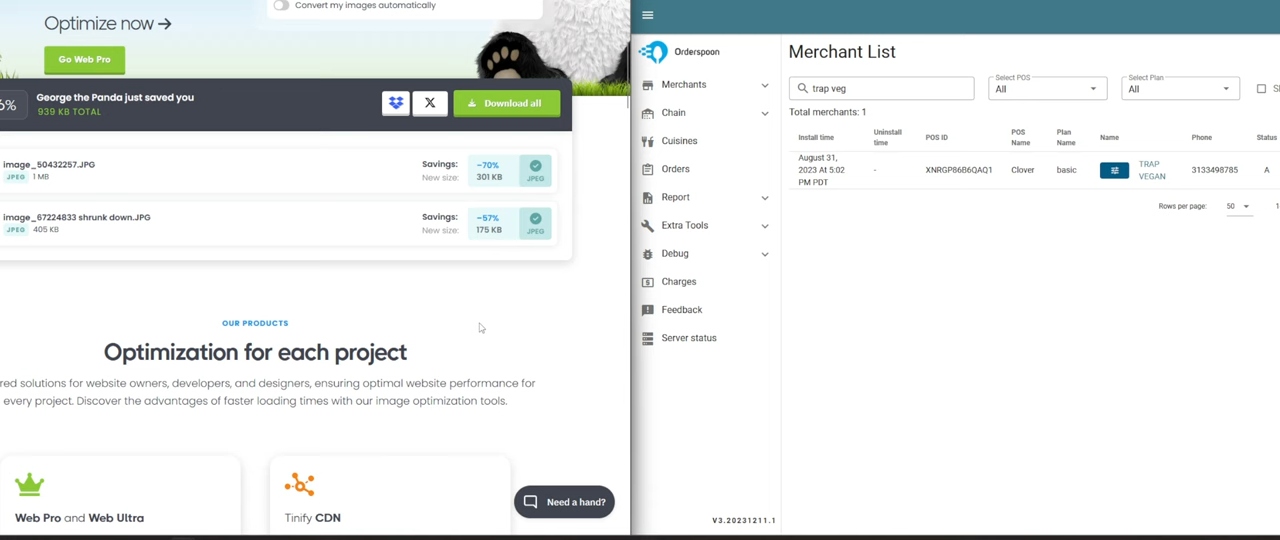 Convert my images automatically
Optimize now →
Go Web Pro
6%
George the Panda just saved you
939 KB TOTAL
X
Download all
image_50432257.JPG
JPEG 1 MB
Savings:
New size:
-70%
301 KB
JPEG
image_67224833 shrunk down.JPG
JPEG 405 KB
Savings:
New size:
-57%
175 KB
JPEG
OUR PRODUCTS
Optimization for each project
red solutions for website owners, developers, and designers, ensuring optimal website performance for
every project. Discover the advantages of faster loading times with our image optimization tools.
Web Pro and Web Ultra
Tinify CDN
Need a hand?
Orderspoon
Merchants
Chain
Cuisines
Orders
Report
Extra Tools
Debug
Charges
Feedback
Server status
V3.20231211.1
Merchant List
trap veg
Select POS
All
Select Plan
All
Total merchants: 1
Install time
Uninstall
time
POS ID
POS
Name
Plan
Name
Name
Phone
Status
August 31,
2023 At 5:02
PM PDT
-
XNRGP86B6QAQ1
Clover
basic
TRAP
VEGAN
3133498785
A
Rows per page:
50
1